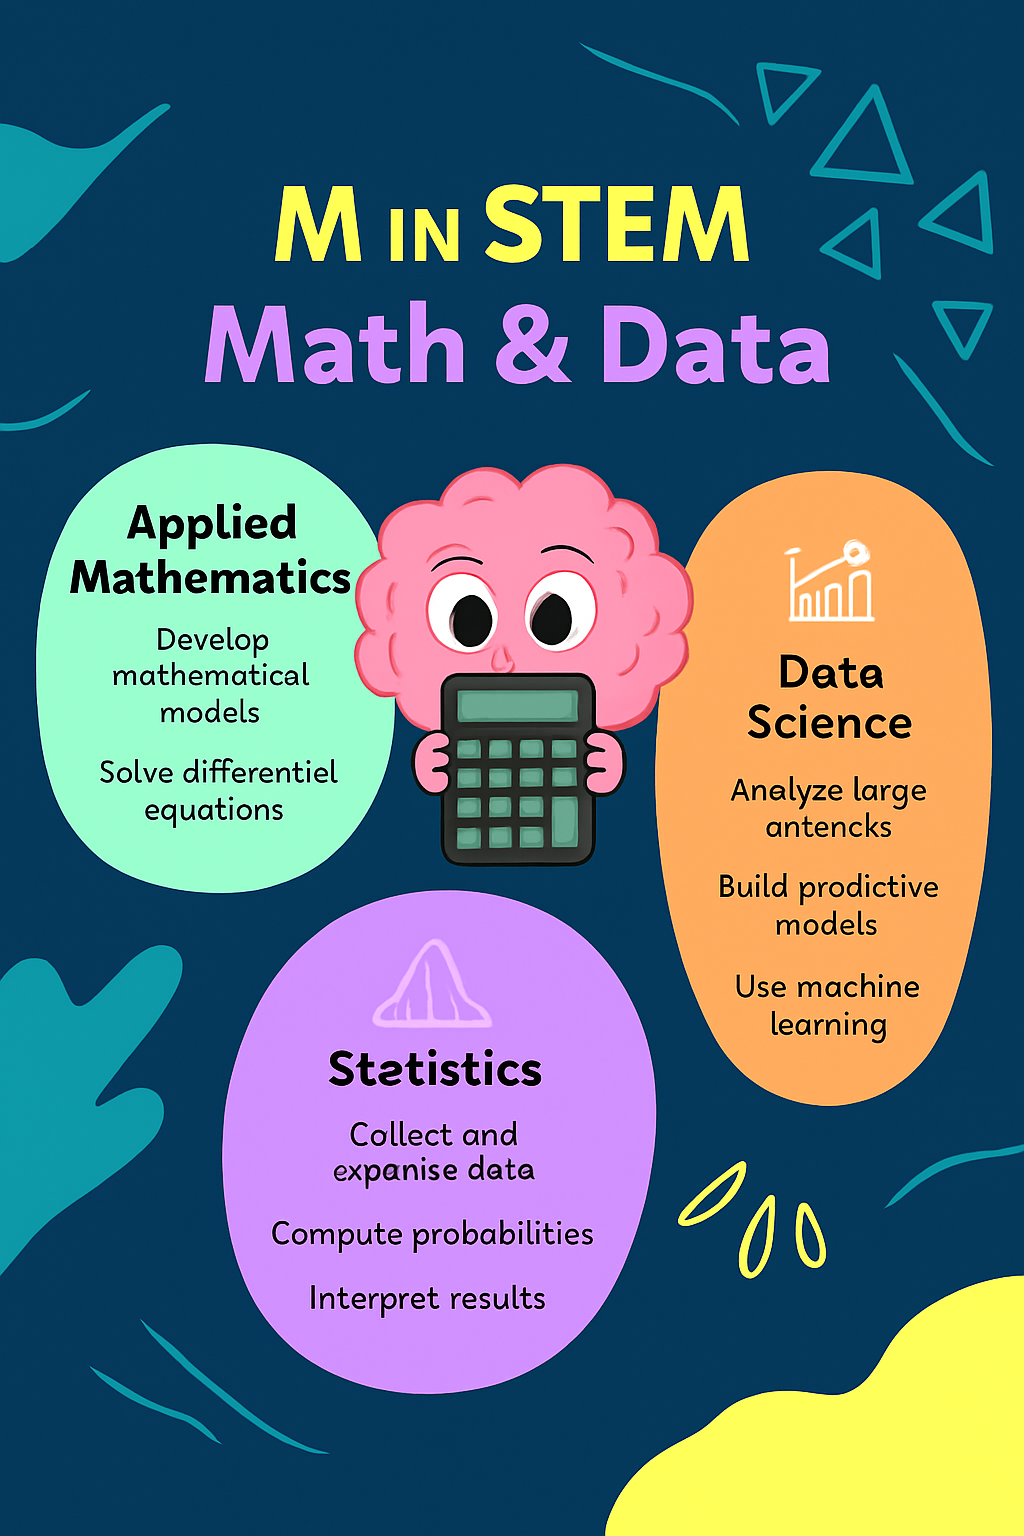 M IN STEM
Math & Data
Applied
Mathematics
Develop
mathematical
models
Solve differentiel
equations
Data
Science
Analyze large
antencks
Build prodictive
models
Use machine
learning
Statistics
Collect and
expanise data
Compute probabilities
Interpret results